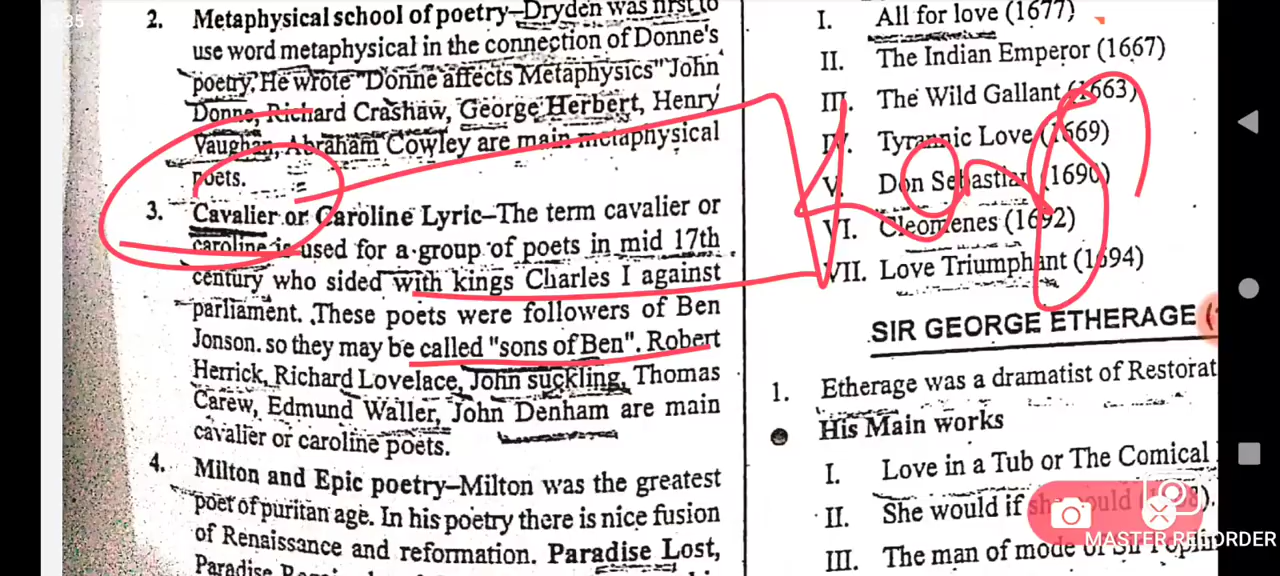 2. Metaphysical school of poetry–Dryden was first to
use word metaphysical in the connection of Donne's
poetry. He wrote "Donne affects Metaphysics" John
Donne, Richard Crashaw, George Herbert, Henry
Vaughan, Abraham Cowley are main metaphysical
poets.
3. Cavalier or Caroline Lyric–The term cavalier or
caroline is used for a group of poets in mid 17th
century who sided with kings Charles I against
parliament. These poets were followers of Ben
Jonson. so they may be called "sons of Ben". Robert
Herrick, Richard Lovelace, John suckling, Thomas
Carew, Edmund Waller, John Denham are main
cavalier or caroline poets.
4. Milton and Epic poetry–Milton was the greatest
poet of puritan age. In his poetry there is nice fusion
of Renaissance and reformation. Paradise Lost,
Paradise
I. All for love (1677)
II. The Indian Emperor (1667)
III. The Wild Gallant (1663)
IV. Tyrannic Love (1669)
V. Don Sebastian (1690)
VI. Cleomenes (1692)
VII. Love Triumphant (1694)
SIR GEORGE ETHERAGE (
1. Etherage was a dramatist of Restorat
His Main works
I. Love in a Tub or The Comical
II. She would if she could
III. The man of mode or Sir
MASTER RECORDER